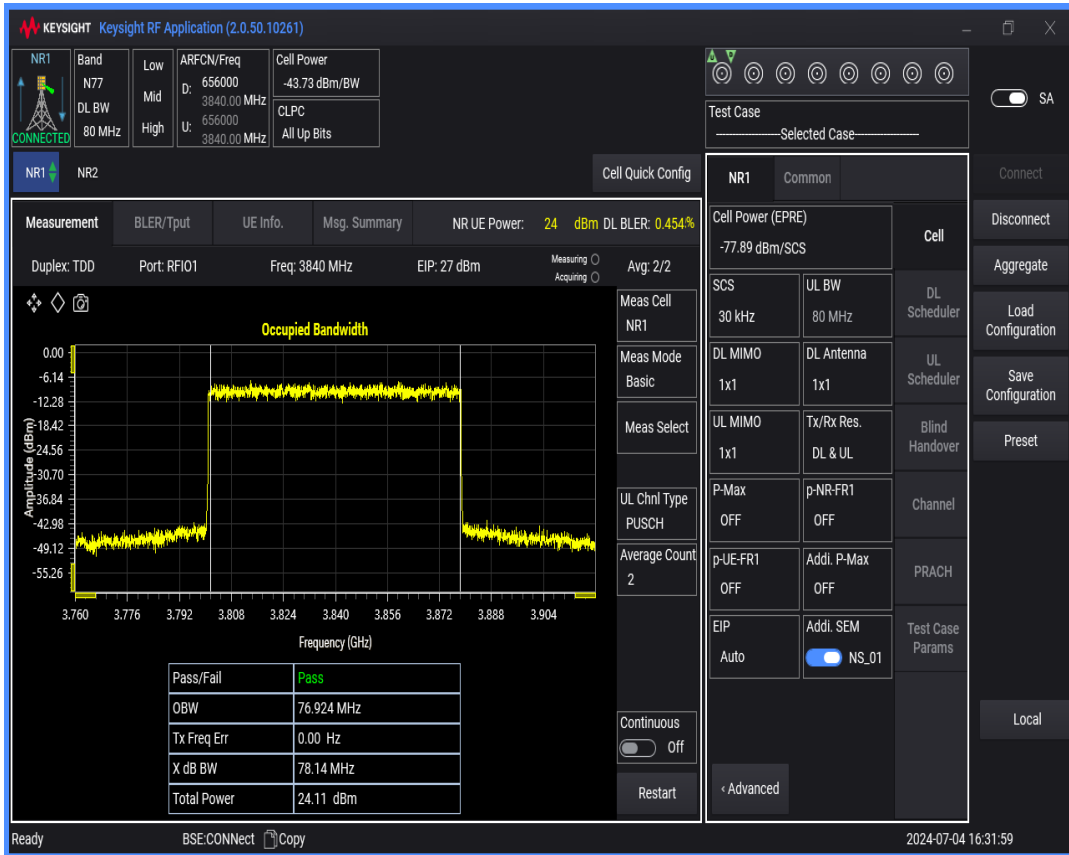 KEYSIGHT Keysight RF Application (2.0.50.10261)
NR1
CONNECTED
Band
N77
DL BW
80 MHz
Low
Mid
High
ARFCN/Freq
D: 656000
3840.00 MHz
U: 656000
3840.00 MHz
Cell Power
-43.73 dBm/BW
CLPC
All Up Bits
Test Case
Selected Case
SA
NR1 NR2
Cell Quick Config
NR1 Common
Connect
Disconnect
Aggregate
Load
Configuration
Save
Configuration
Preset
Local
Measurement BLER/Tput UE Info. Msg. Summary NR UE Power: 24 dBm DL BLER: 0.454%
Duplex: TDD Port: RFIO1 Freq: 3840 MHz EIP: 27 dBm Measuring Avg: 2/2
Acquiring
Occupied Bandwidth
0.00
-6.14
-12.28
-18.42
-24.56
-30.70
-36.84
-42.98
-49.12
-55.26
Amplitude (dBm)
3.760 3.776 3.792 3.808 3.824 3.840 3.856 3.872 3.888 3.904
Frequency (GHz)
Pass/Fail Pass
OBW 76.924 MHz
Tx Freq Err 0.00 Hz
X dB BW 78.14 MHz
Total Power 24.11 dBm
Meas Cell
NR1
Meas Mode
Basic
Meas Select
UL Chnl Type
PUSCH
Average Count
2
Continuous
Off
Restart
Cell Power (EPRE)
-77.89 dBm/SCS
SCS
30 kHz
UL BW
80 MHz
DL MIMO
1x1
DL Antenna
1x1
UL MIMO
1x1
Tx/Rx Res.
DL & UL
P-Max
OFF
p-NR-FR1
OFF
p-UE-FR1
OFF
Addi. P-Max
OFF
EIP
Auto
Addi. SEM
NS_01
‹ Advanced
Cell
DL
Scheduler
UL
Scheduler
Blind
Handover
Channel
PRACH
Test Case
Params
Ready BSE:CONNect Copy 2024-07-04 16:31:59